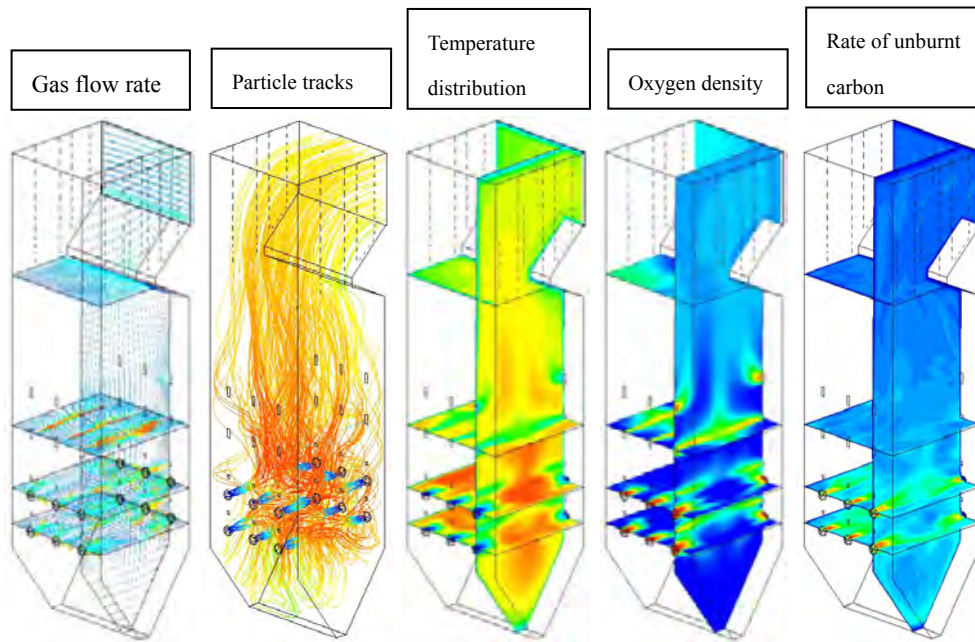 Gas flow rate
Particle tracks
Temperature
distribution
Oxygen density
Rate of unburnt
carbon